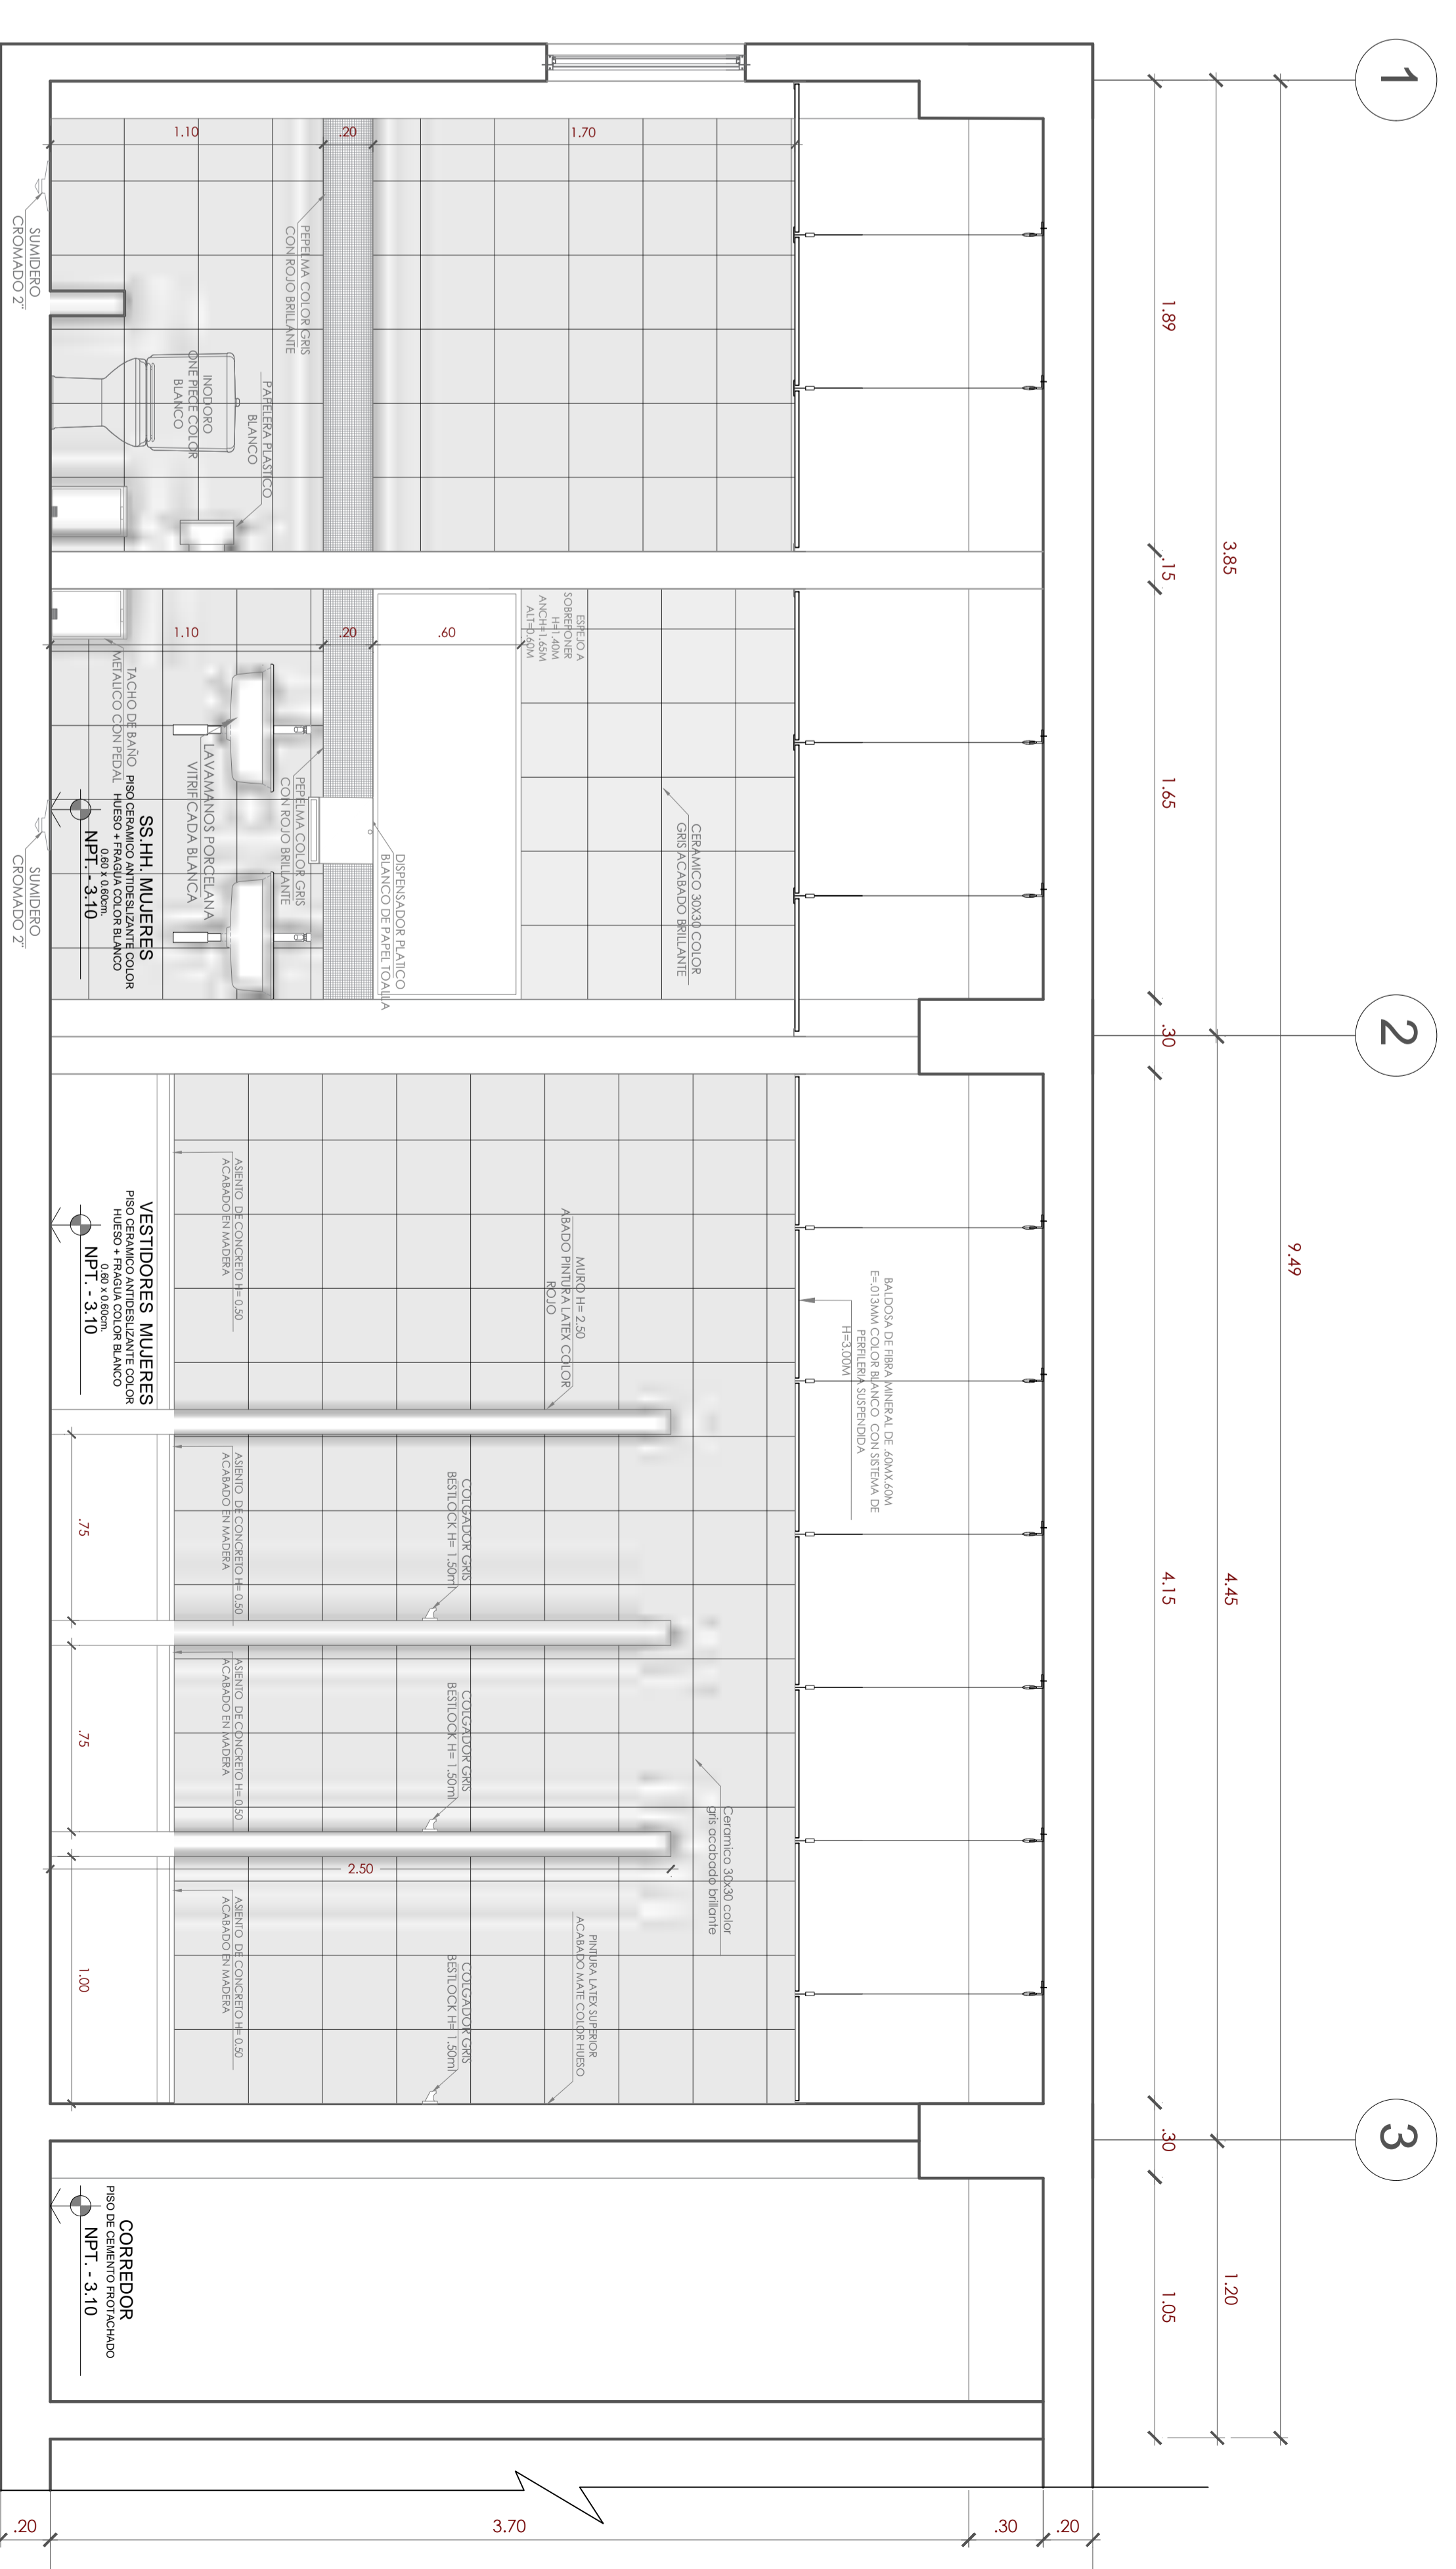 1
2
3
9.49
3.85
4.45
1.20
1.89
.15
1.65
.30
4.15
.30
1.05
BALDOSA DE FIBRA MINERAL DE .60MX.60M
E=.013MM COLOR BLANCO CON SISTEMA DE
PERFILERIA SUSPENDIDA
H=3.00M
1.70
.20
1.10
PEPELMA COLOR GRIS
CON ROJO BRILLANTE
PAPELERA PLASTICO
BLANCO
INODORO
ONE PIECE COLOR
BLANCO
SUMIDERO
CROMADO 2"
CERAMICO 30X30 COLOR
GRIS ACABADO BRILLANTE
ESPEJO A
SOBREPONER
H=1.40M
ANCH=1.65M
ALT=0.60M
.60
.20
1.10
DISPENSADOR PLATICO
BLANCO DE PAPEL TOALLA
PEPELMA COLOR GRIS
CON ROJO BRILLANTE
LAVAMANOS PORCELANA
VITRIFICADA BLANCA
TACHO DE BAÑO
METALICO CON PEDAL
SS.HH. MUJERES
PISO CERAMICO ANTIDESLIZANTE COLOR
HUESO + FRAGUA COLOR BLANCO
0.60 x 0.60cm.
NPT. - 3.10
SUMIDERO
CROMADO 2"
Ceramico 30x30 color
gris acabado brillante
MURO H= 2.50
ABADO PINTURA LATEX COLOR
ROJO
PINTURA LATEX SUPERIOR
ACABADO MATE COLOR HUESO
COLGADOR GRIS
BESTLOCK H= 1.50ml
COLGADOR GRIS
BESTLOCK H= 1.50ml
COLGADOR GRIS
BESTLOCK H= 1.50ml
2.50
ASIENTO DE CONCRETO H= 0.50
ACABADO EN MADERA
ASIENTO DE CONCRETO H= 0.50
ACABADO EN MADERA
ASIENTO DE CONCRETO H= 0.50
ACABADO EN MADERA
ASIENTO DE CONCRETO H= 0.50
ACABADO EN MADERA
VESTIDORES MUJERES
PISO CERAMICO ANTIDESLIZANTE COLOR
HUESO + FRAGUA COLOR BLANCO
0.60 x 0.60cm.
NPT. - 3.10
.75
.75
1.00
CORREDOR
PISO DE CEMENTO FROTACHADO
NPT. - 3.10
.20
.30
3.70
.20